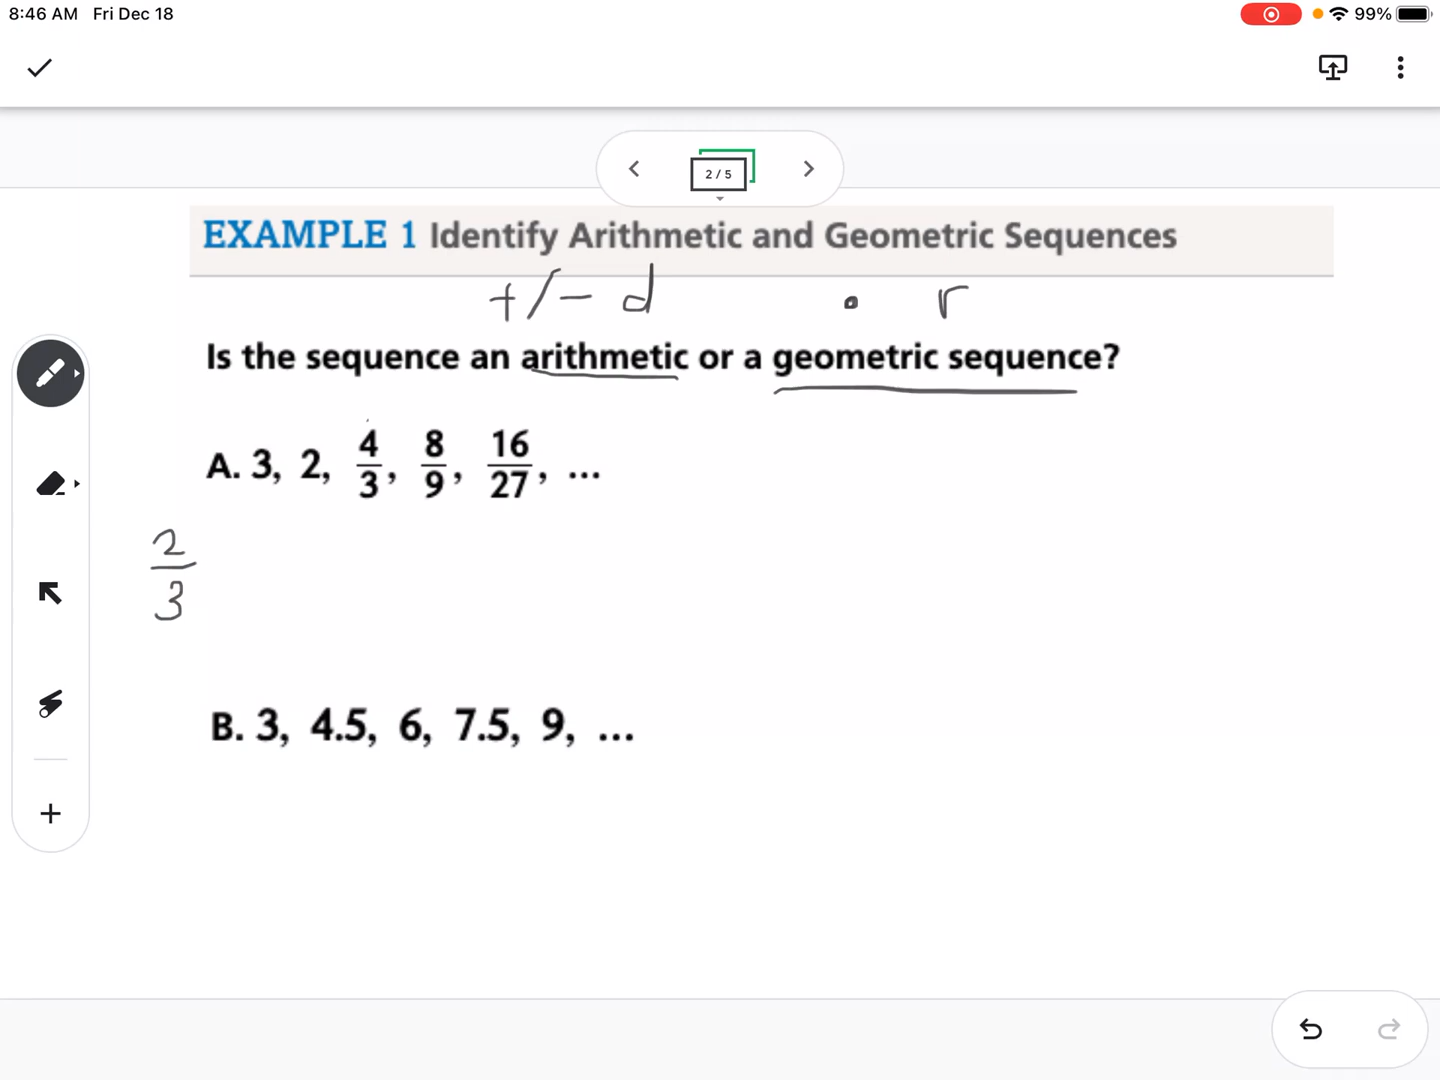 8:46 AM Fri Dec 18
99%
2 / 5
EXAMPLE 1 Identify Arithmetic and Geometric Sequences
+/- d • r
Is the sequence an arithmetic or a geometric sequence?
A. 3, 2, 4/3, 8/9, 16/27, ...
2/3
B. 3, 4.5, 6, 7.5, 9, ...